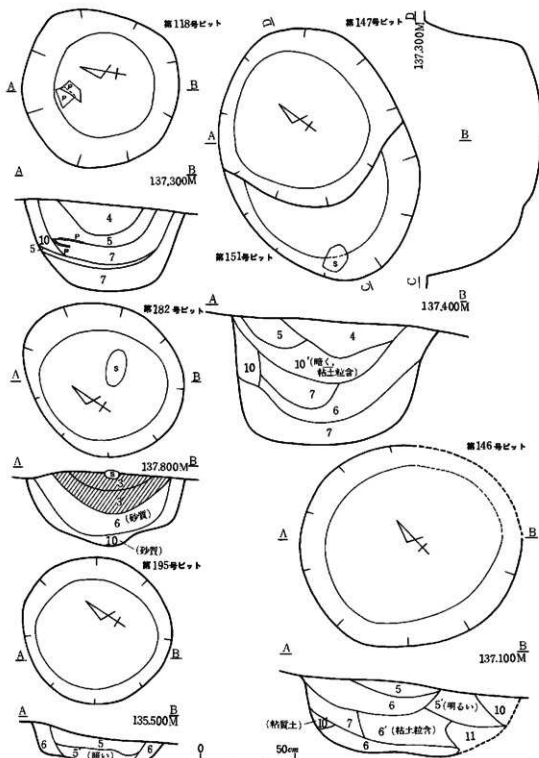 第118号ピット
A
B
P
P
A
B
137,300M
4
5
10
P
P
5
7
7
第147号ピット
D
A
第151号ピット
S
C
D
137,300M
B
C
B
137,400M
5
4
10
10′(暗く、
粘土粒含)
7
6
7
第182号ピット
A
B
S
A
137,800M
B
S
3
6 (砂質)
10
(砂質)
第195号ピット
A
B
A
B
135,500M
6
5
6
5′(暗い)
第146号ピット
A
B
A
B
137,100M
5
6
5′(明るい)
10
(粘質土)
10
7
6′(粘土粒含)
11
6
0
50cm